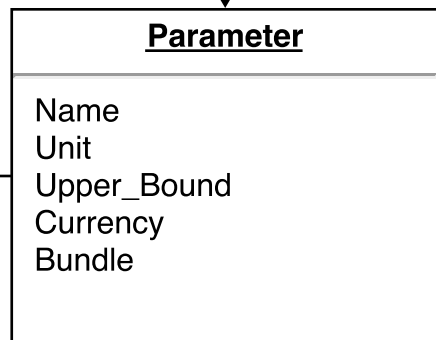 Parameter
Name
Unit
Upper_Bound
Currency
Bundle